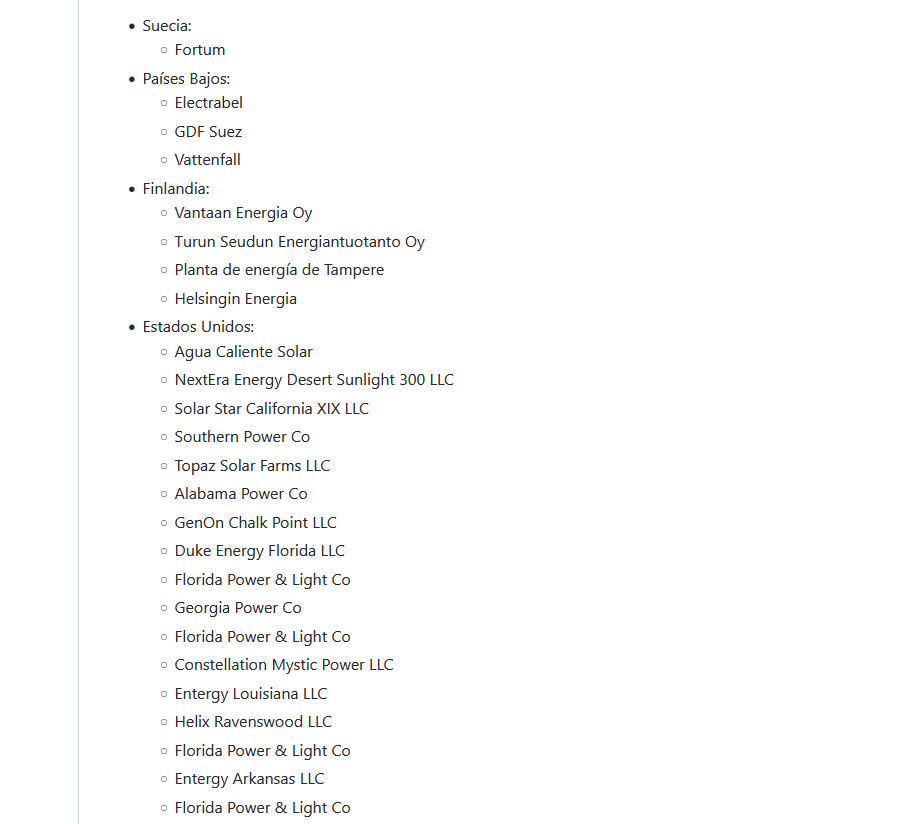 Suecia:
Fortum
Países Bajos:
Electrabel
GDF Suez
Vattenfall
Finlandia:
Vantaan Energia Oy
Turun Seudun Energiantuotanto Oy
Planta de energía de Tampere
Helsingin Energia
Estados Unidos:
Agua Caliente Solar
NextEra Energy Desert Sunlight 300 LLC
Solar Star California XIX LLC
Southern Power Co
Topaz Solar Farms LLC
Alabama Power Co
GenOn Chalk Point LLC
Duke Energy Florida LLC
Florida Power & Light Co
Georgia Power Co
Florida Power & Light Co
Constellation Mystic Power LLC
Entergy Louisiana LLC
Helix Ravenswood LLC
Florida Power & Light Co
Entergy Arkansas LLC
Florida Power & Light Co